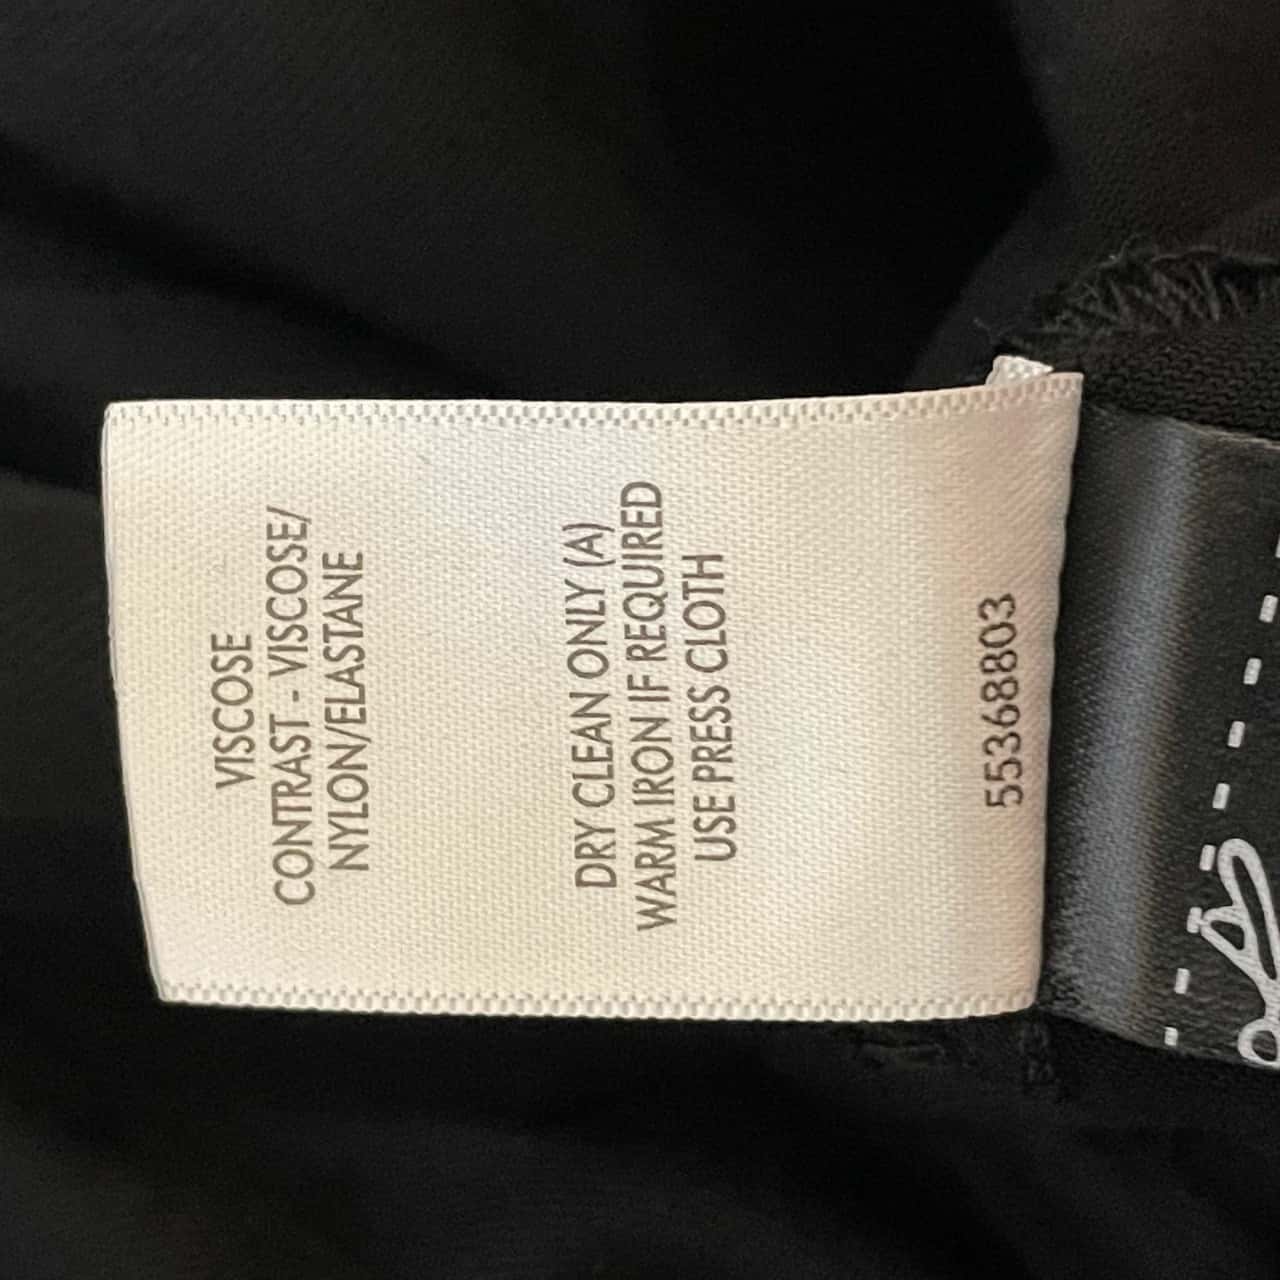 VISCOSE
CONTRAST - VISCOSE/
NYLON/ELASTANE
DRY CLEAN ONLY (A)
WARM IRON IF REQUIRED
USE PRESS CLOTH
55368803